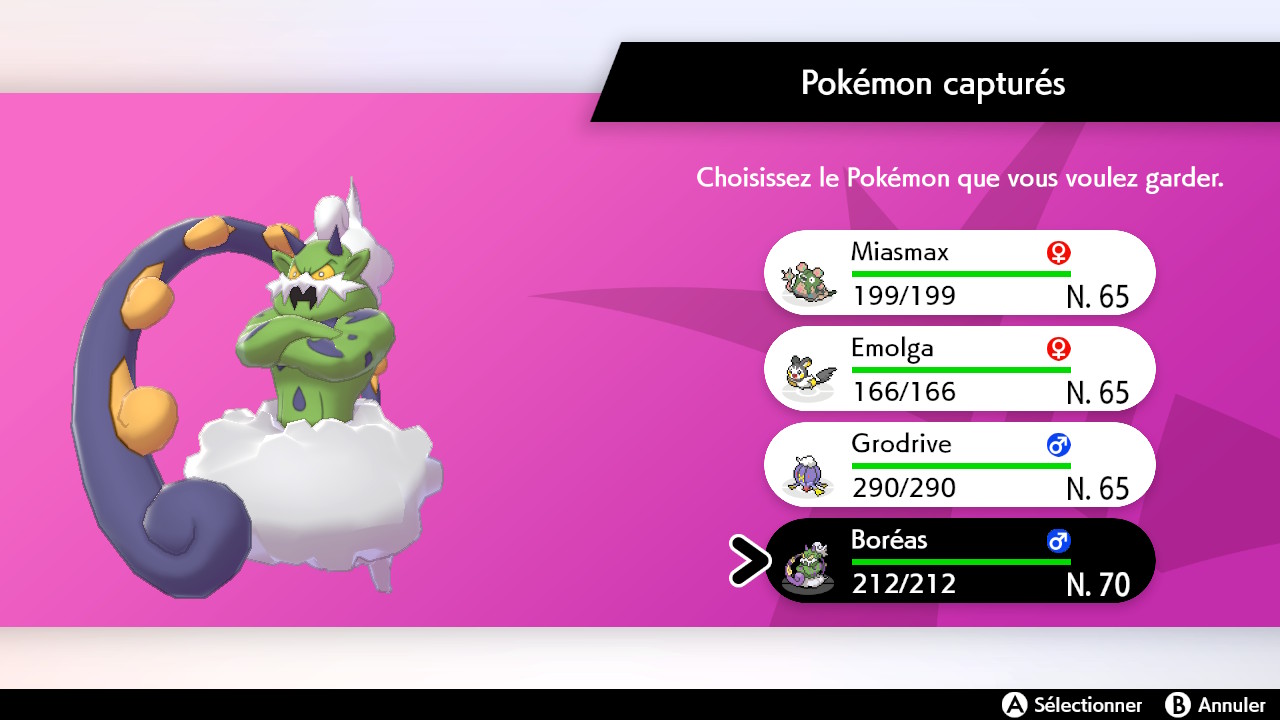 Pokémon capturés
Choisissez le Pokémon que vous voulez garder.
Miasmax ♀
199/199 N. 65
Emolga ♀
166/166 N. 65
Grodrive ♂
290/290 N. 65
Boréas ♂
212/212 N. 70
A Sélectionner B Annuler